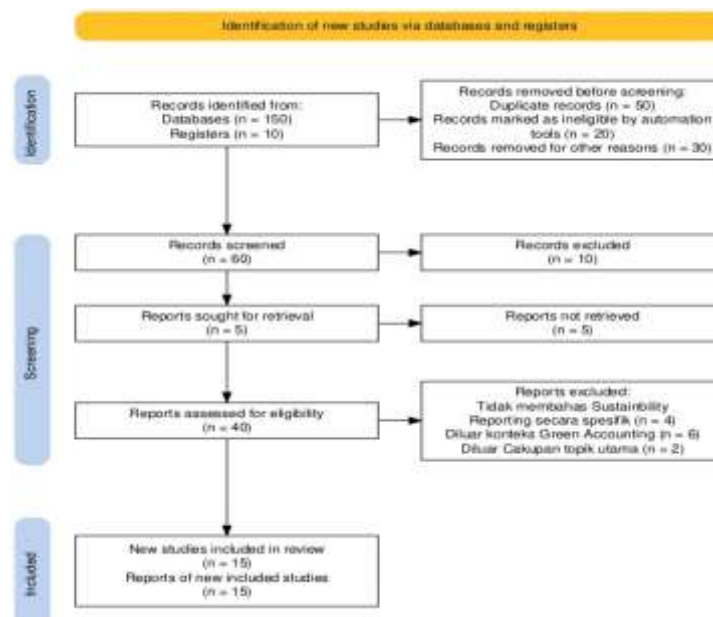 Identification of new studies via databases and registers
Identification
Records identified from:
Databases (n = 150)
Registers (n = 10)
Records removed before screening:
Duplicate records (n = 50)
Records marked as ineligible by automation
tools (n = 20)
Records removed for other reasons (n = 30)
Screening
Records screened
(n = 60)
Records excluded
(n = 10)
Reports sought for retrieval
(n = 5)
Reports not retrieved
(n = 5)
Reports assessed for eligibility
(n = 40)
Reports excluded:
Tidak membahas Sustainbility
Reporting secara spesifik (n = 4)
Diluar konteks Green Accounting (n = 6)
Diluar Cakupan topik utama (n = 2)
Included
New studies included in review
(n = 15)
Reports of new included studies
(n = 15)